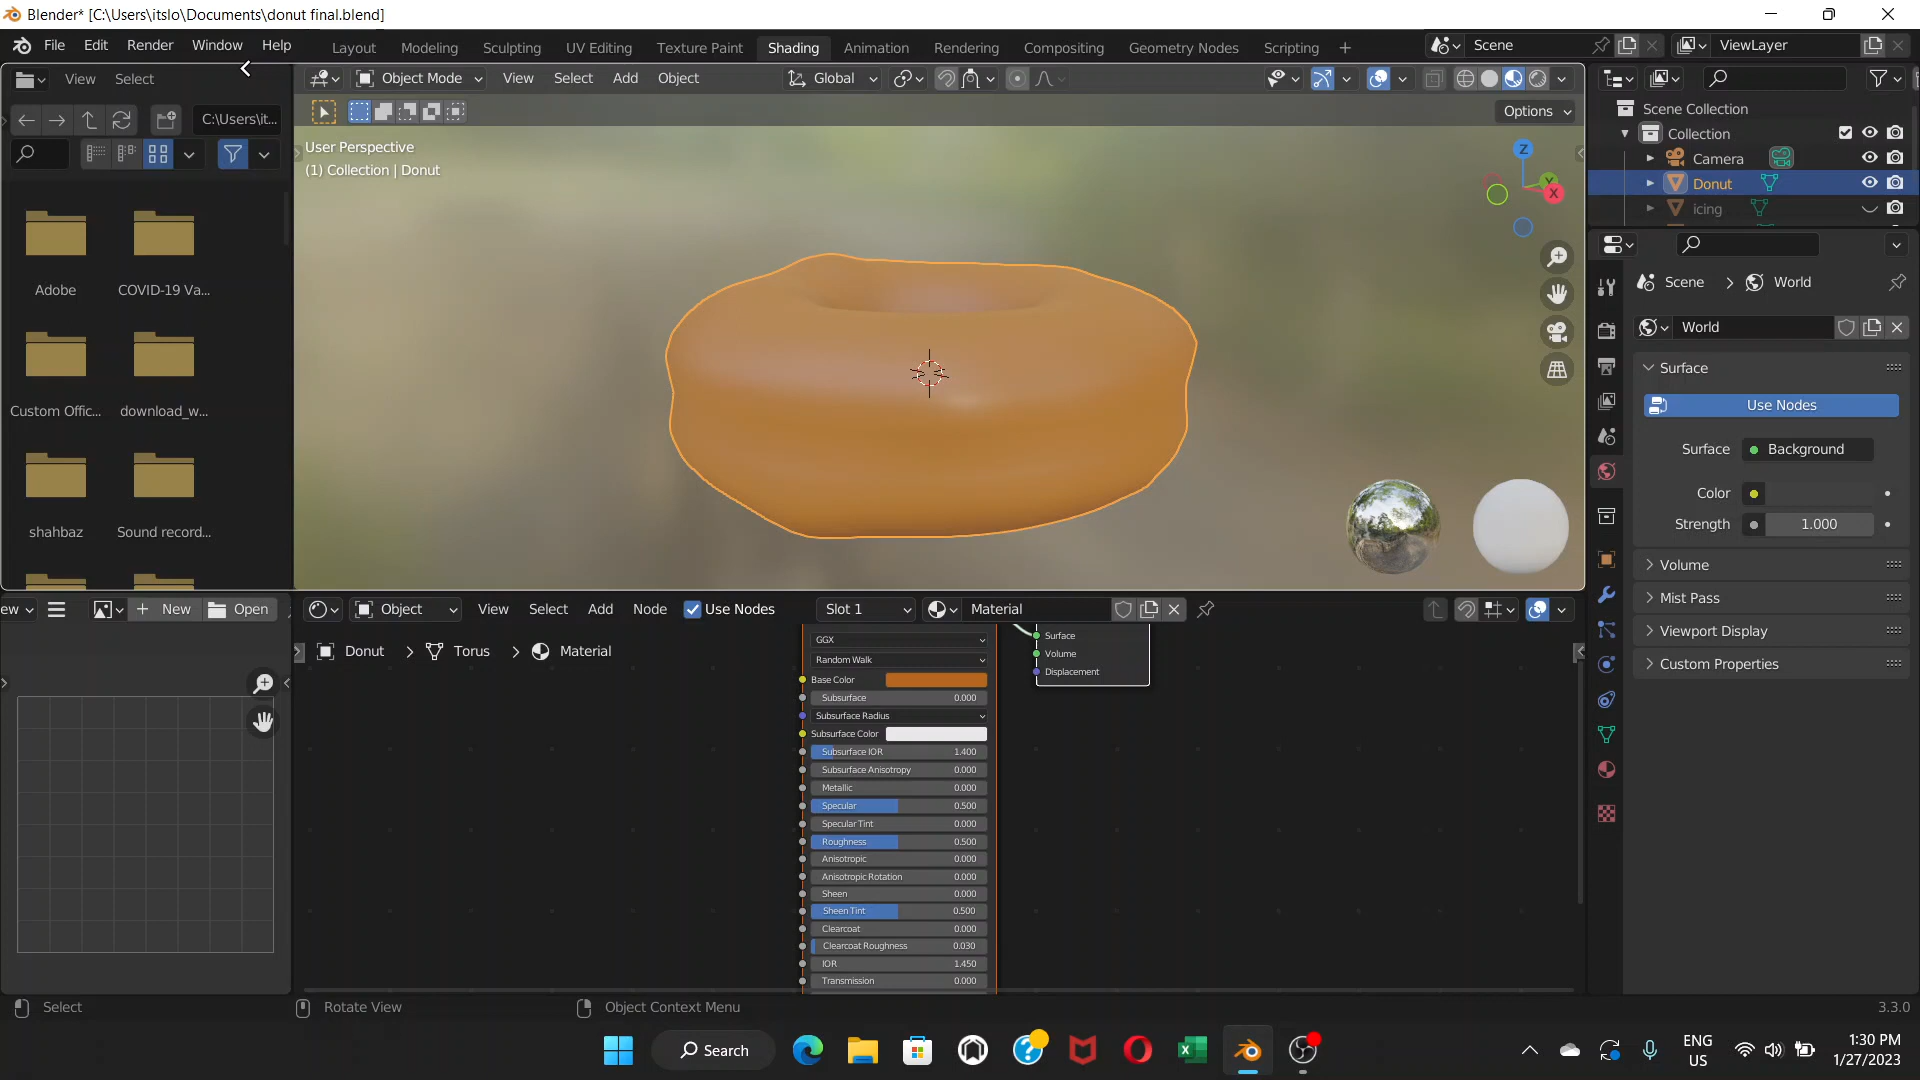 Blender* [C:\Users\itslo\Documents\donut final.blend]
File Edit Render Window Help
Layout Modeling Sculpting UV Editing Texture Paint Shading Animation Rendering Compositing Geometry Nodes Scripting +
Scene
ViewLayer
View Select
Object Mode View Select Add Object
Global
C:\Users\it...
Options
User Perspective
(1) Collection | Donut
Z
Y
X
Adobe
COVID-19 Va...
Custom Offic...
download_w...
shahbaz
Sound record...
Scene Collection
Collection
Camera
Donut
icing
Scene > World
World
Surface
Use Nodes
Surface Background
Color
Strength 1.000
Volume
Mist Pass
Viewport Display
Custom Properties
ew
New Open
Object View Select Add Node Use Nodes Slot 1 Material
Donut > Torus > Material
GGX
Random Walk
Base Color
Subsurface 0.000
Subsurface Radius
Subsurface Color
Subsurface IOR 1.400
Subsurface Anisotropy 0.000
Metallic 0.000
Specular 0.500
Specular Tint 0.000
Roughness 0.500
Anisotropic 0.000
Anisotropic Rotation 0.000
Sheen 0.000
Sheen Tint 0.500
Clearcoat 0.000
Clearcoat Roughness 0.030
IOR 1.450
Transmission 0.000
Surface
Volume
Displacement
Select Rotate View Object Context Menu 3.3.0
Search
ENG
US
1:30 PM
1/27/2023